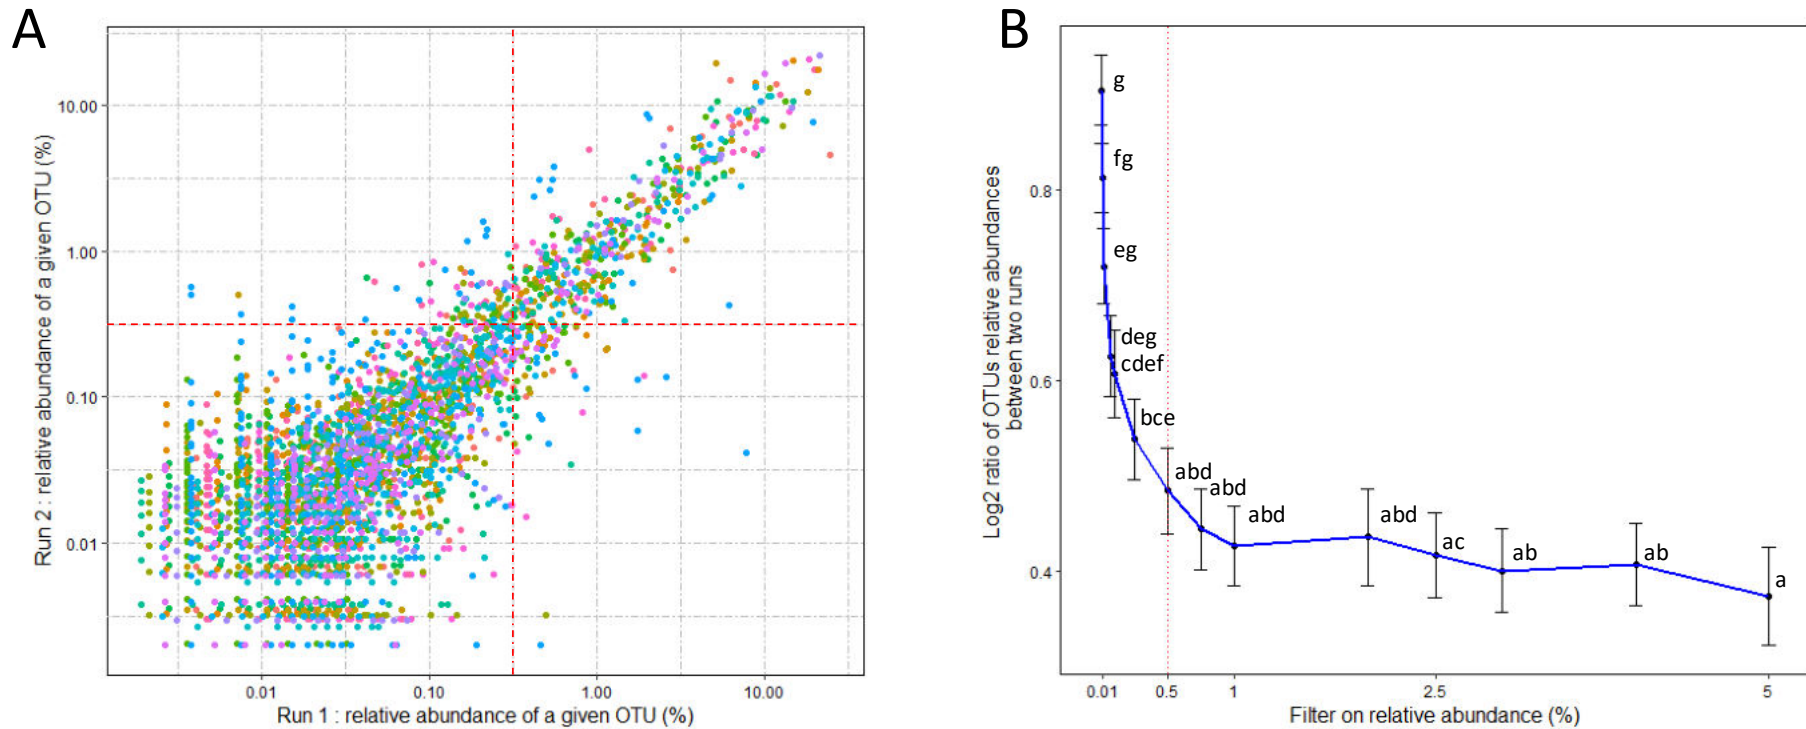 A
Run 2 : relative abundance of a given OTU (%)
10.00
1.00
0.10
0.01
0.01 0.10 1.00 10.00
Run 1 : relative abundance of a given OTU (%)
B
Log2 ratio of OTUs relative abundances
between two runs
0.8
0.6
0.4
g
fg
eg
deg
cdef
bce
abd
abd
abd
abd
ac
ab
ab
a
0.01 0.5 1 2.5 5
Filter on relative abundance (%)